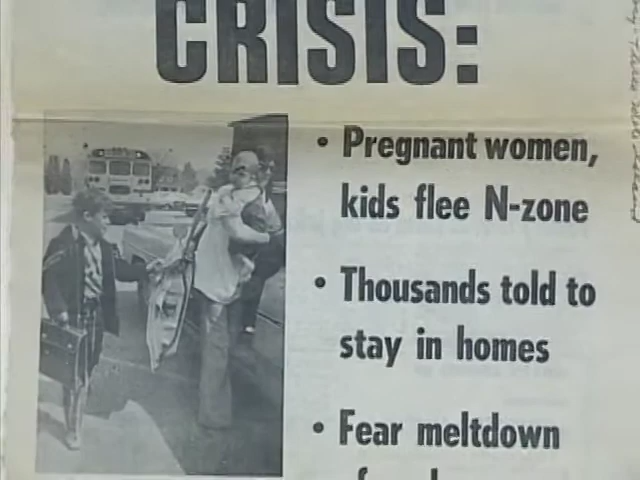 CRISIS:
• Pregnant women,
kids flee N-zone
• Thousands told to
stay in homes
• Fear meltdown